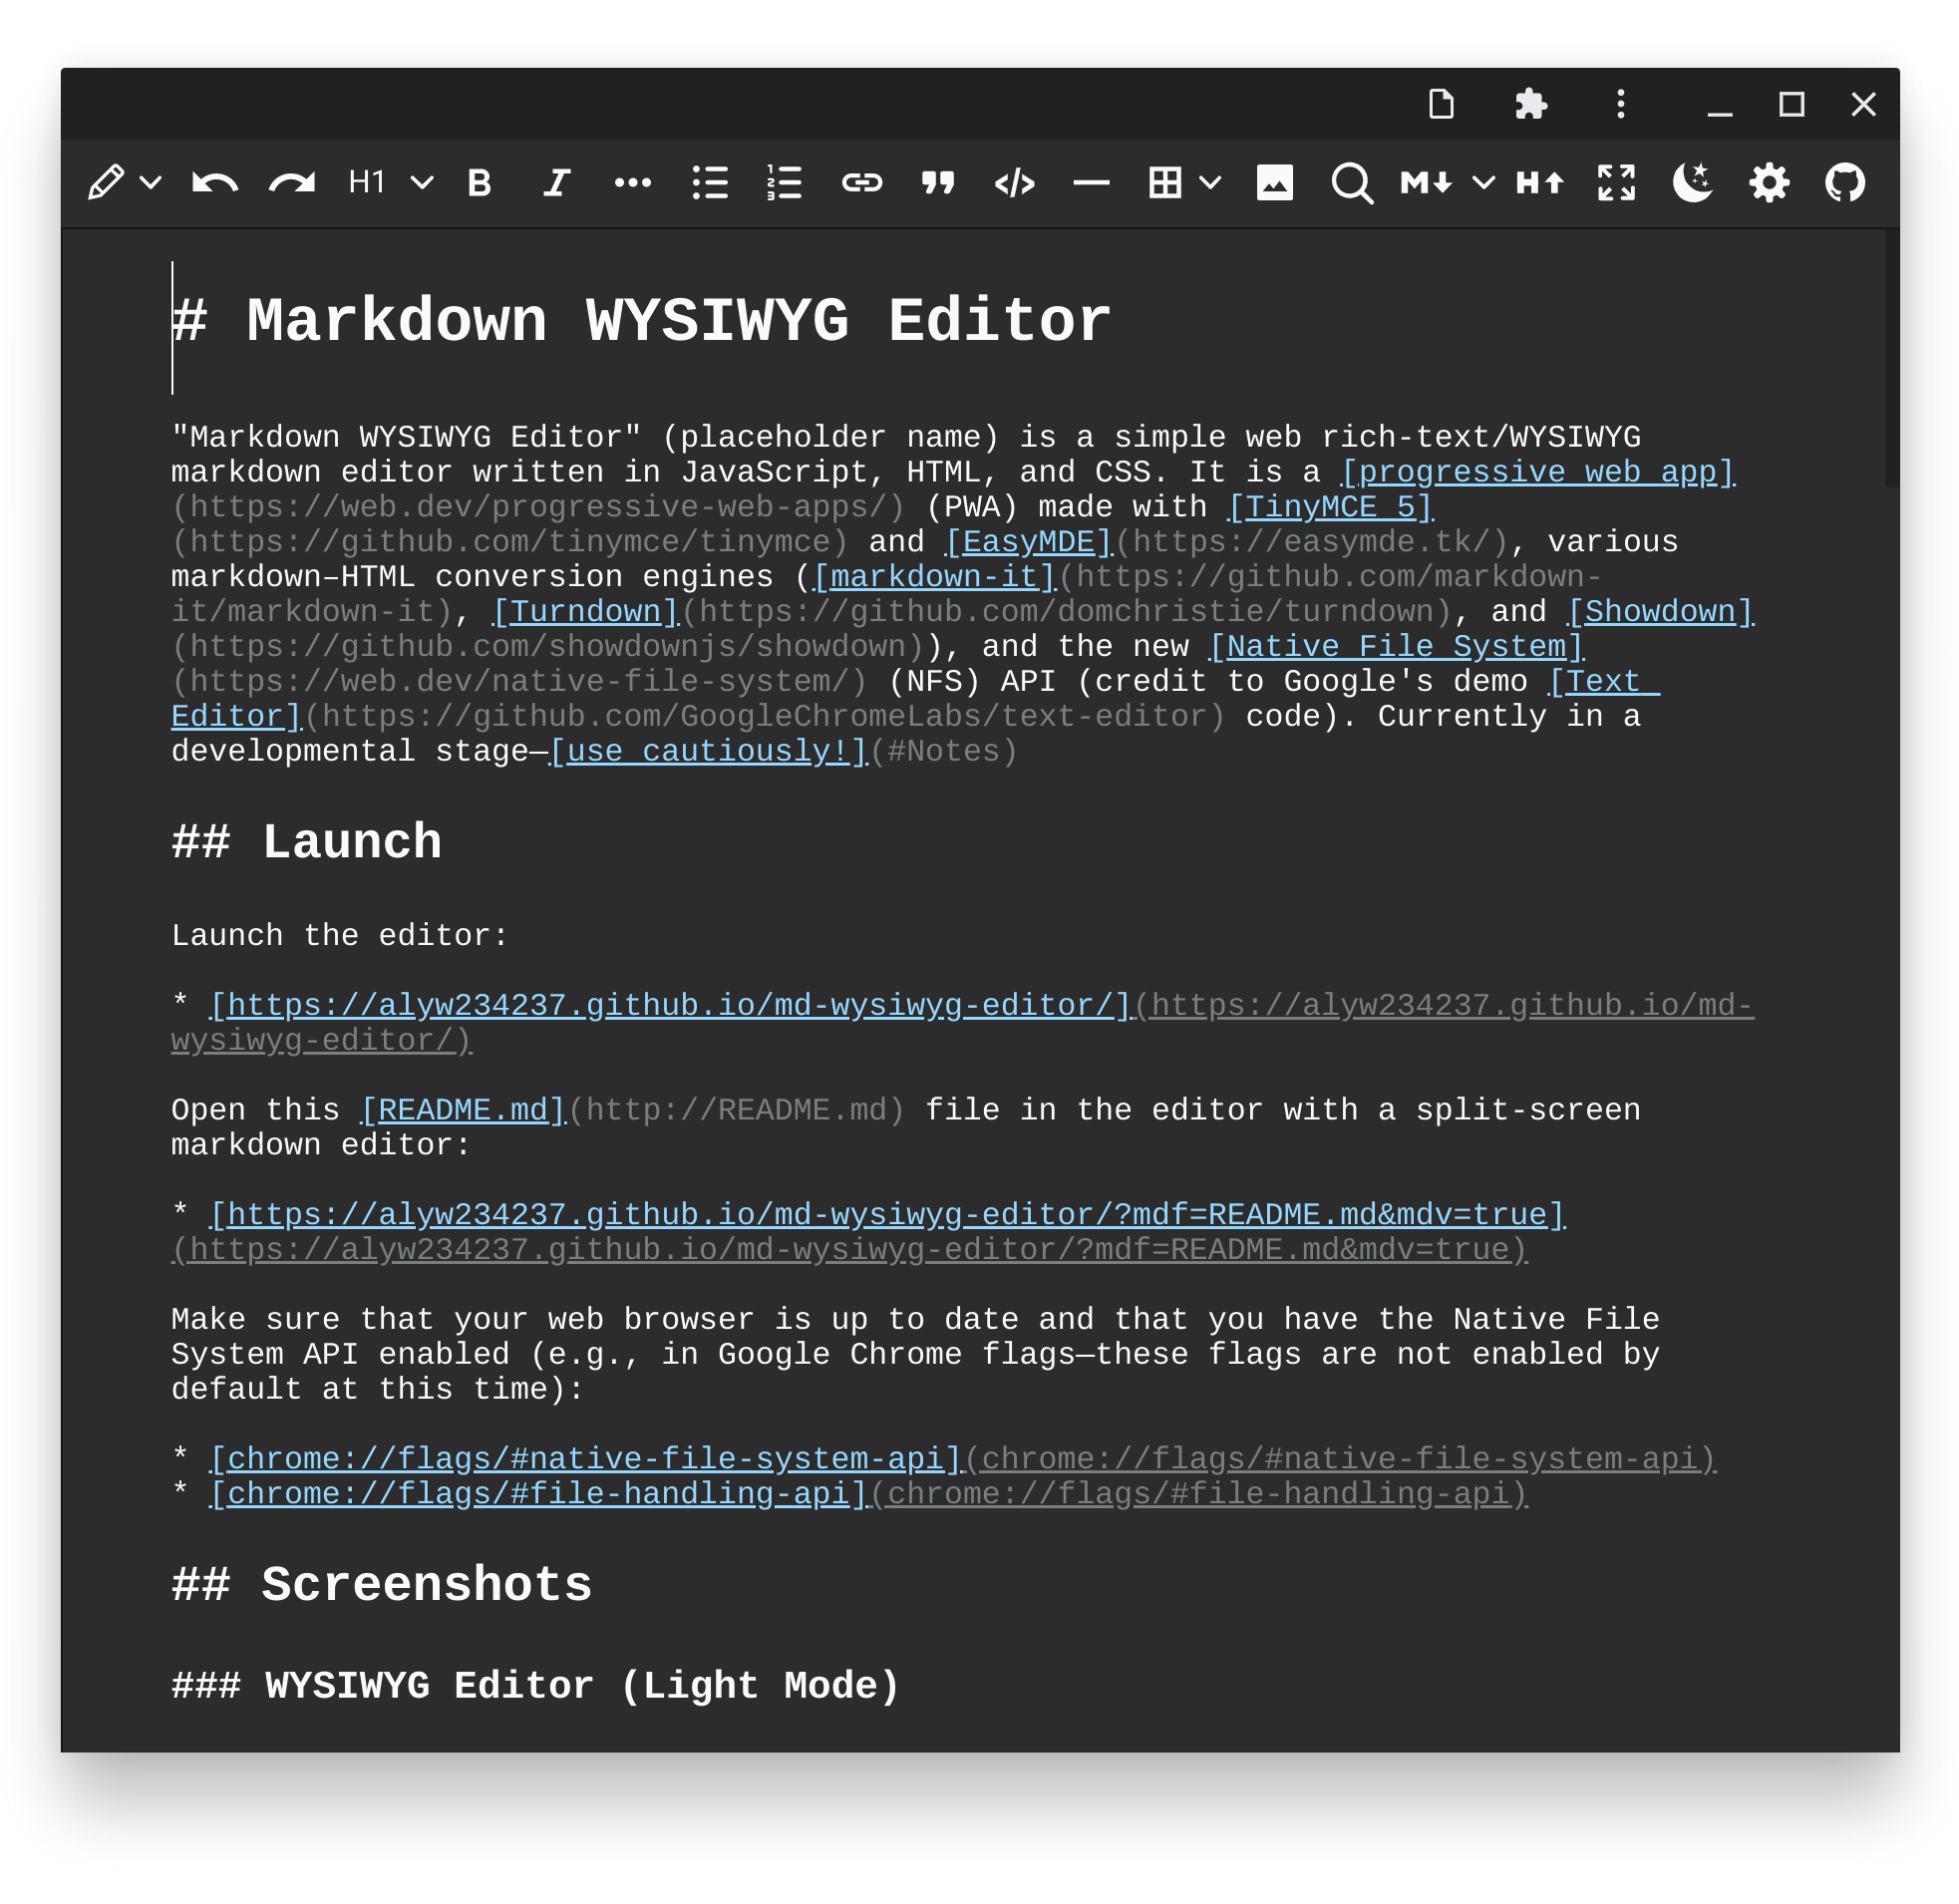 H1
# Markdown WYSIWYG Editor
"Markdown WYSIWYG Editor" (placeholder name) is a simple web rich-text/WYSIWYG
markdown editor written in JavaScript, HTML, and CSS. It is a [progressive web app]
(https://web.dev/progressive-web-apps/) (PWA) made with [TinyMCE 5]
(https://github.com/tinymce/tinymce) and [EasyMDE](https://easymde.tk/), various
markdown–HTML conversion engines ([markdown-it](https://github.com/markdown-
it/markdown-it), [Turndown](https://github.com/domchristie/turndown), and [Showdown]
(https://github.com/showdownjs/showdown)), and the new [Native File System]
(https://web.dev/native-file-system/) (NFS) API (credit to Google's demo [Text
Editor](https://github.com/GoogleChromeLabs/text-editor) code). Currently in a
developmental stage—[use cautiously!](#Notes)
## Launch
Launch the editor:
* [https://alyw234237.github.io/md-wysiwyg-editor/](https://alyw234237.github.io/md-
wysiwyg-editor/)
Open this [README.md](http://README.md) file in the editor with a split-screen
markdown editor:
* [https://alyw234237.github.io/md-wysiwyg-editor/?mdf=README.md&mdv=true]
(https://alyw234237.github.io/md-wysiwyg-editor/?mdf=README.md&mdv=true)
Make sure that your web browser is up to date and that you have the Native File
System API enabled (e.g., in Google Chrome flags—these flags are not enabled by
default at this time):
* [chrome://flags/#native-file-system-api](chrome://flags/#native-file-system-api)
* [chrome://flags/#file-handling-api](chrome://flags/#file-handling-api)
## Screenshots
### WYSIWYG Editor (Light Mode)